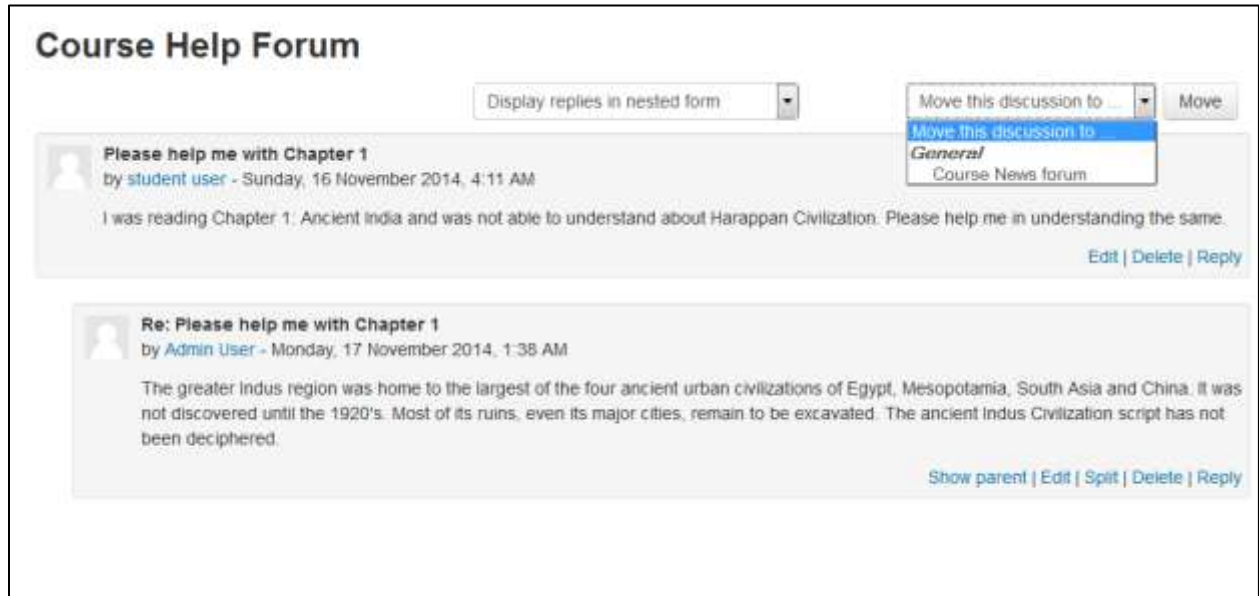 Course Help Forum
Display replies in nested form
Move this discussion to ...
Move
Move this discussion to ...
General
Course News forum
Please help me with Chapter 1
by student user - Sunday, 16 November 2014, 4:11 AM
I was reading Chapter 1: Ancient India and was not able to understand about Harappan Civilization. Please help me in understanding the same.
Edit | Delete | Reply
Re: Please help me with Chapter 1
by Admin User - Monday, 17 November 2014, 1:38 AM
The greater Indus region was home to the largest of the four ancient urban civilizations of Egypt, Mesopotamia, South Asia and China. It was
not discovered until the 1920's. Most of its ruins, even its major cities, remain to be excavated. The ancient Indus Civilization script has not
been deciphered.
Show parent | Edit | Split | Delete | Reply